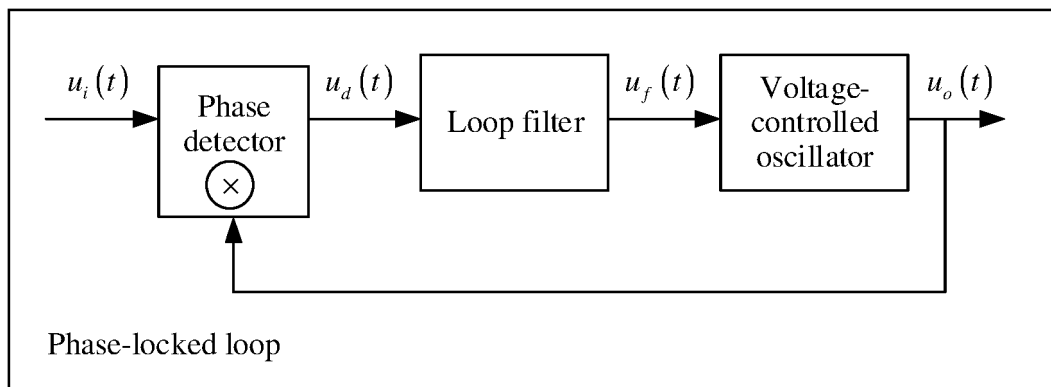 u_i(t)
Phase
detector
×
u_d(t)
Loop filter
u_f(t)
Voltage-
controlled
oscillator
u_o(t)
Phase-locked loop